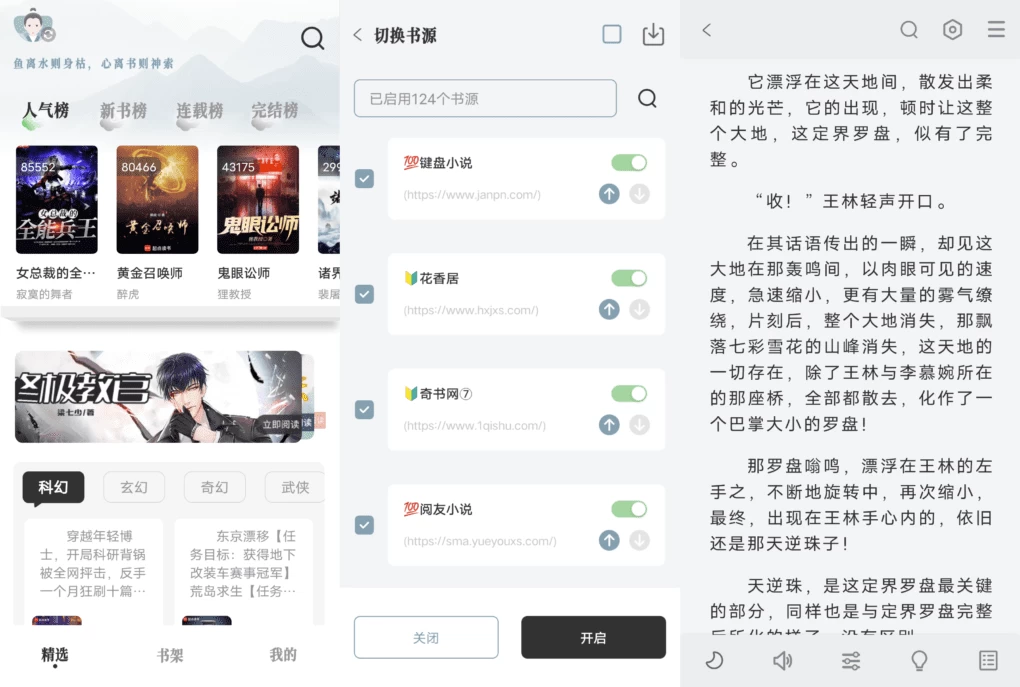 鱼离水则身枯，心离书则神索
人气榜 新书榜 连载榜 完结榜
85552 80466 43175 299
女总裁的
全能兵王
黄金召唤师
鬼眼讼师
女总裁的全… 黄金召唤师 鬼眼讼师 诸界
寂寞的舞者 醉虎 狸教授 裴屠
终极教官
梁七少/著
立即阅读
科幻 玄幻 奇幻 武侠
穿越年轻博
士，开局科研背锅
被全网抨击，反手
一个月狂刷十篇…
东京漂移【任
务目标：获得地下
改装车赛事冠军】
荒岛求生【任务…
精选 书架 我的
切换书源
已启用124个书源
💯键盘小说
(https://www.janpn.com/)
🔰花香居
(https://www.hxjxs.com/)
🔰奇书网⑦
(https://www.1qishu.com/)
💯阅友小说
(https://sma.yueyouxs.com/)
关闭 开启
它漂浮在这天地间，散发出柔
和的光芒，它的出现，顿时让这整
个大地，这定界罗盘，似有了完
整。
“收！”王林轻声开口。
在其话语传出的一瞬，却见这
大地在那轰鸣间，以肉眼可见的速
度，急速缩小，更有大量的雾气缭
绕，片刻后，整个大地消失，那飘
落七彩雪花的山峰消失，这天地的
一切存在，除了王林与李慕婉所在
的那座桥，全部都散去，化作了一
个巴掌大小的罗盘！
那罗盘嗡鸣，漂浮在王林的左
手之，不断地旋转中，再次缩小，
最终，出现在王林手心内的，依旧
还是那天逆珠子！
天逆珠，是这定界罗盘最关键
的部分，同样也是与定界罗盘完整
后所化的样子，没有区别